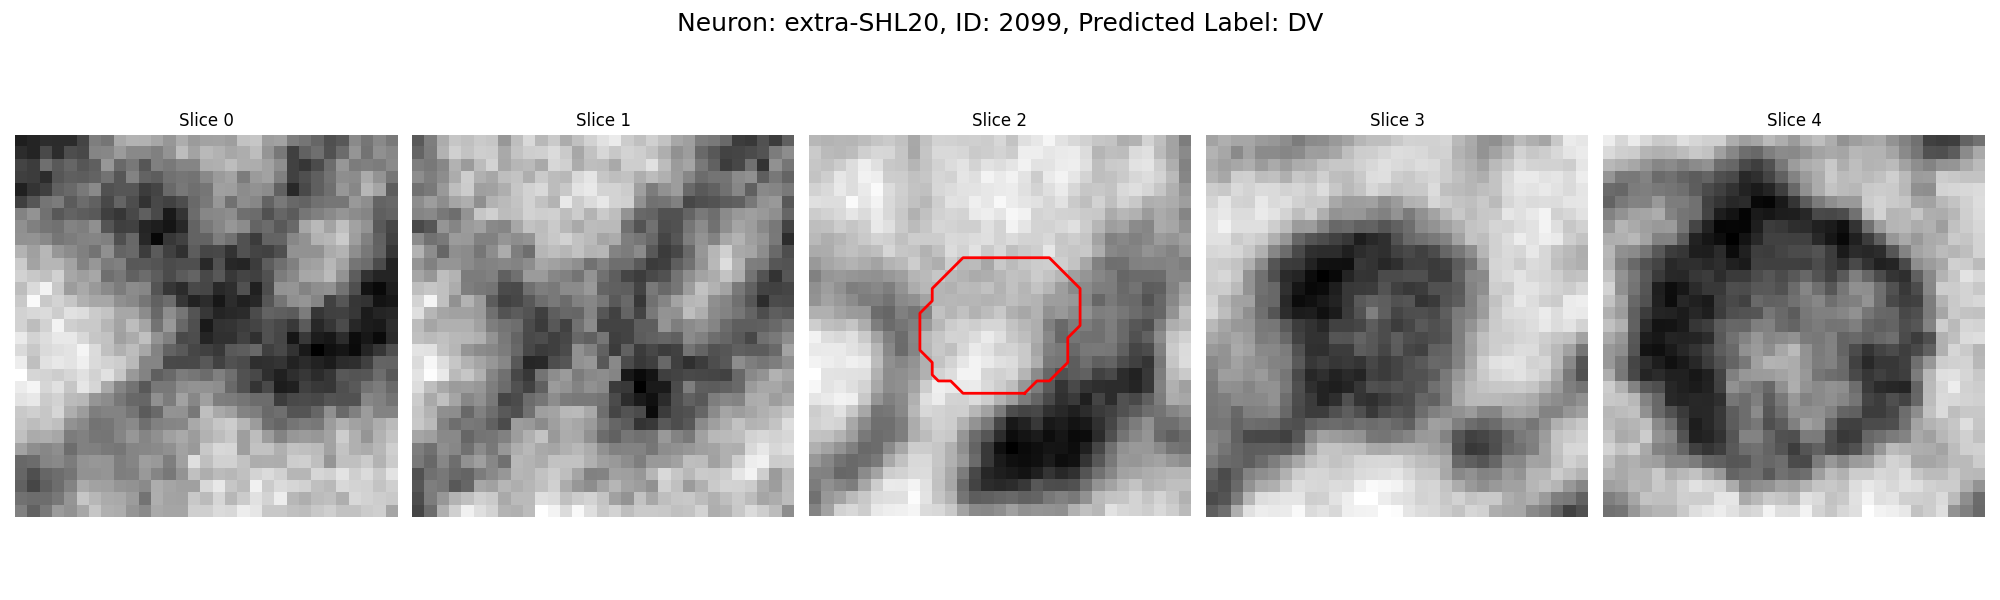 Neuron: extra-SHL20, ID: 2099, Predicted Label: DV
Slice 0
Slice 1
Slice 2
Slice 3
Slice 4